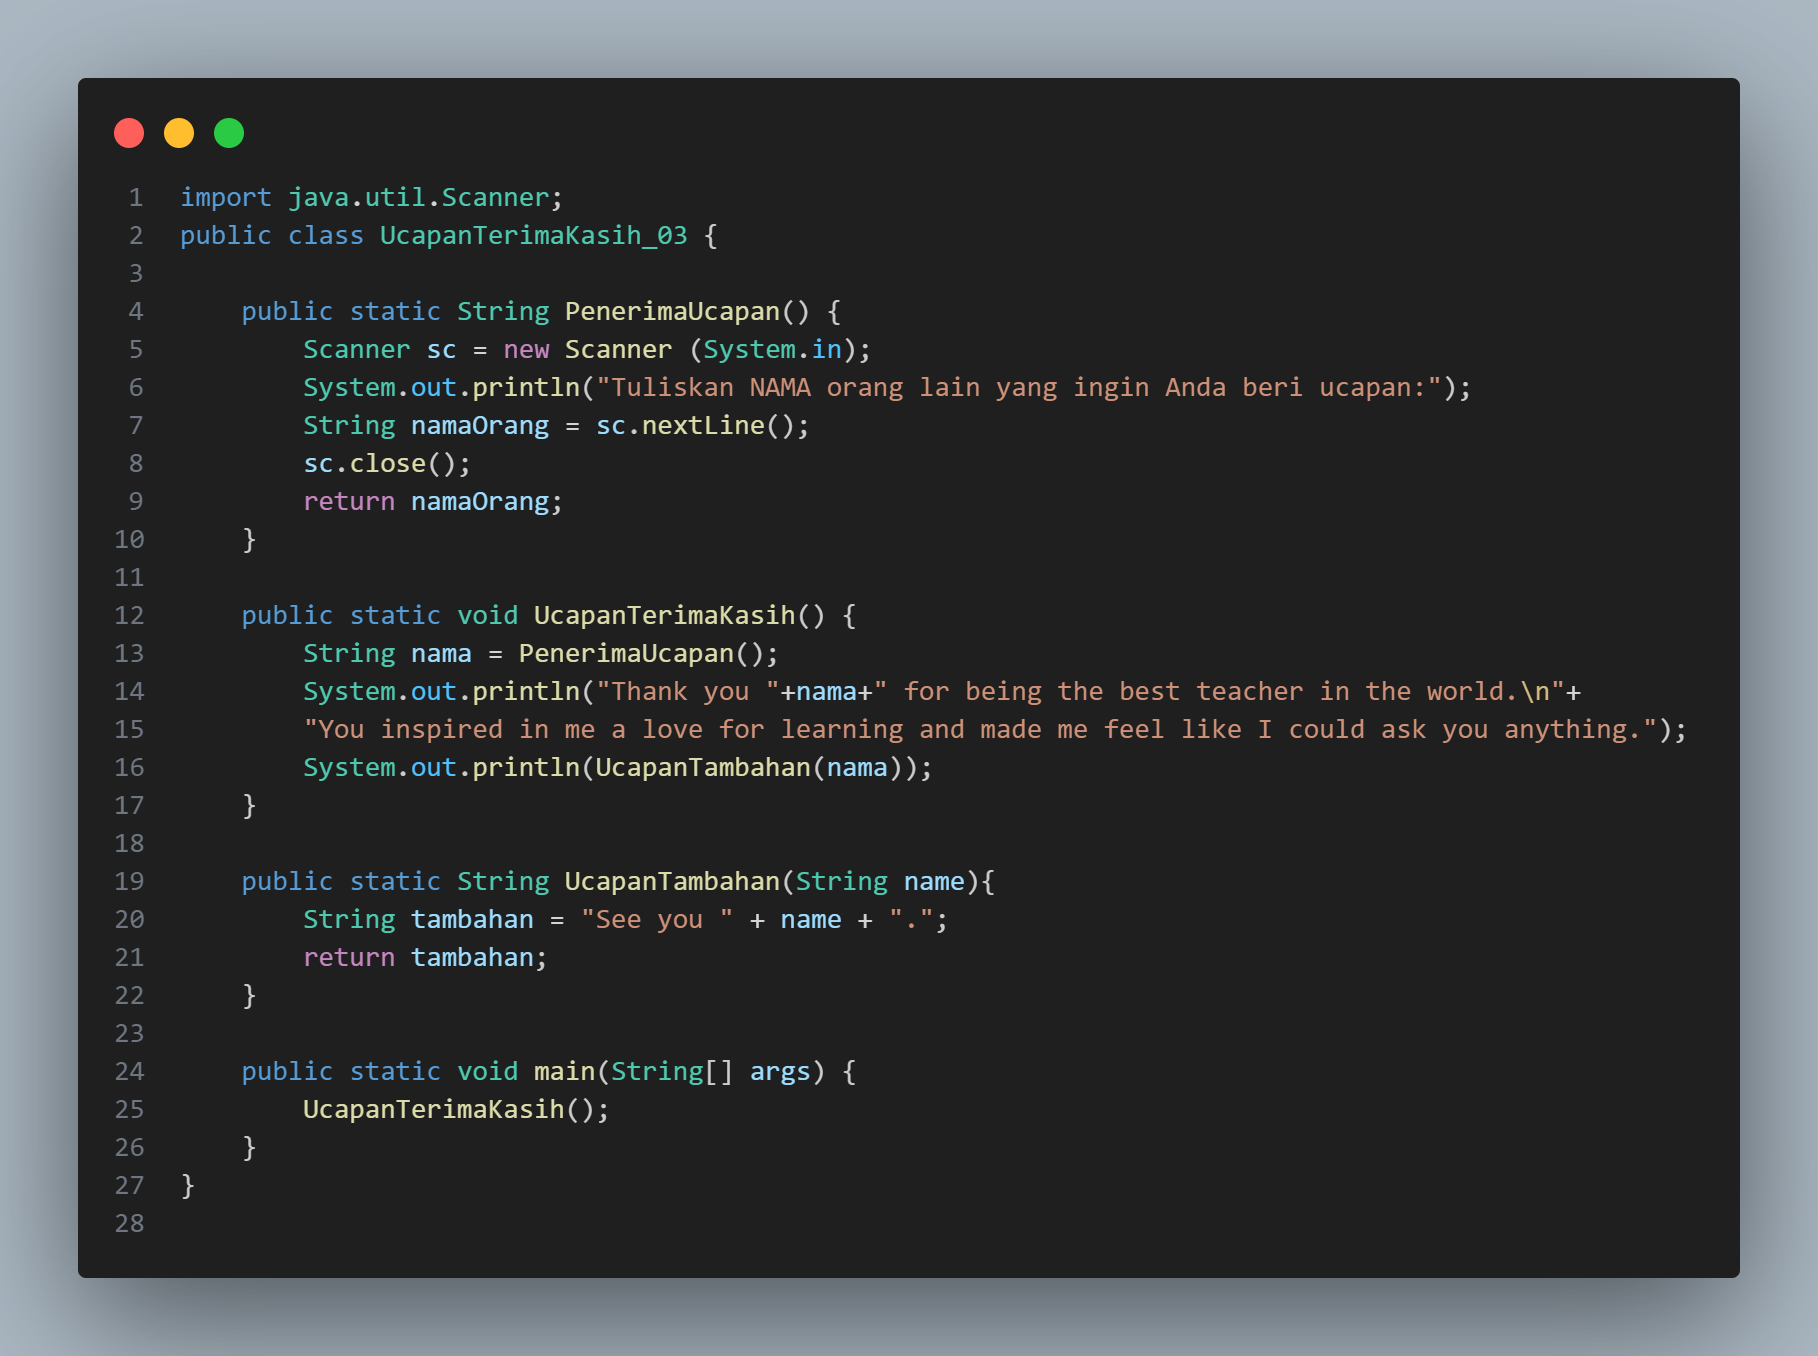 1 import java.util.Scanner;
2 public class UcapanTerimaKasih_03 {
3
4     public static String PenerimaUcapan() {
5         Scanner sc = new Scanner (System.in);
6         System.out.println("Tuliskan NAMA orang lain yang ingin Anda beri ucapan:");
7         String namaOrang = sc.nextLine();
8         sc.close();
9         return namaOrang;
10     }
11
12     public static void UcapanTerimaKasih() {
13         String nama = PenerimaUcapan();
14         System.out.println("Thank you "+nama+" for being the best teacher in the world.\n"+
15         "You inspired in me a love for learning and made me feel like I could ask you anything.");
16         System.out.println(UcapanTambahan(nama));
17     }
18
19     public static String UcapanTambahan(String name){
20         String tambahan = "See you " + name + ".";
21         return tambahan;
22     }
23
24     public static void main(String[] args) {
25         UcapanTerimaKasih();
26     }
27 }
28